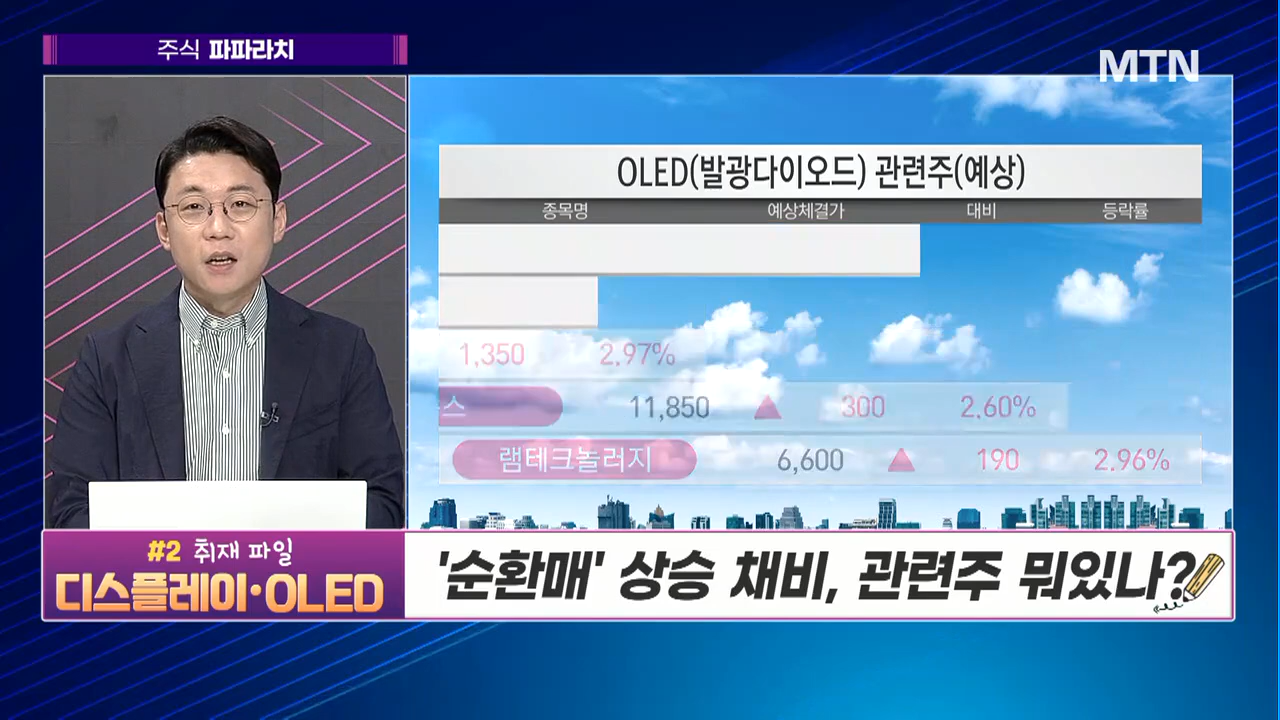 주식 파파라치
MTN
OLED(발광다이오드) 관련주(예상)
종목명 예상체결가 대비 등락률
1,350 2.97%
스 11,850 ▲ 300 2.60%
램테크놀러지 6,600 ▲ 190 2.96%
#2 취재 파일
디스플레이·OLED
'순환매' 상승 채비, 관련주 뭐있나?